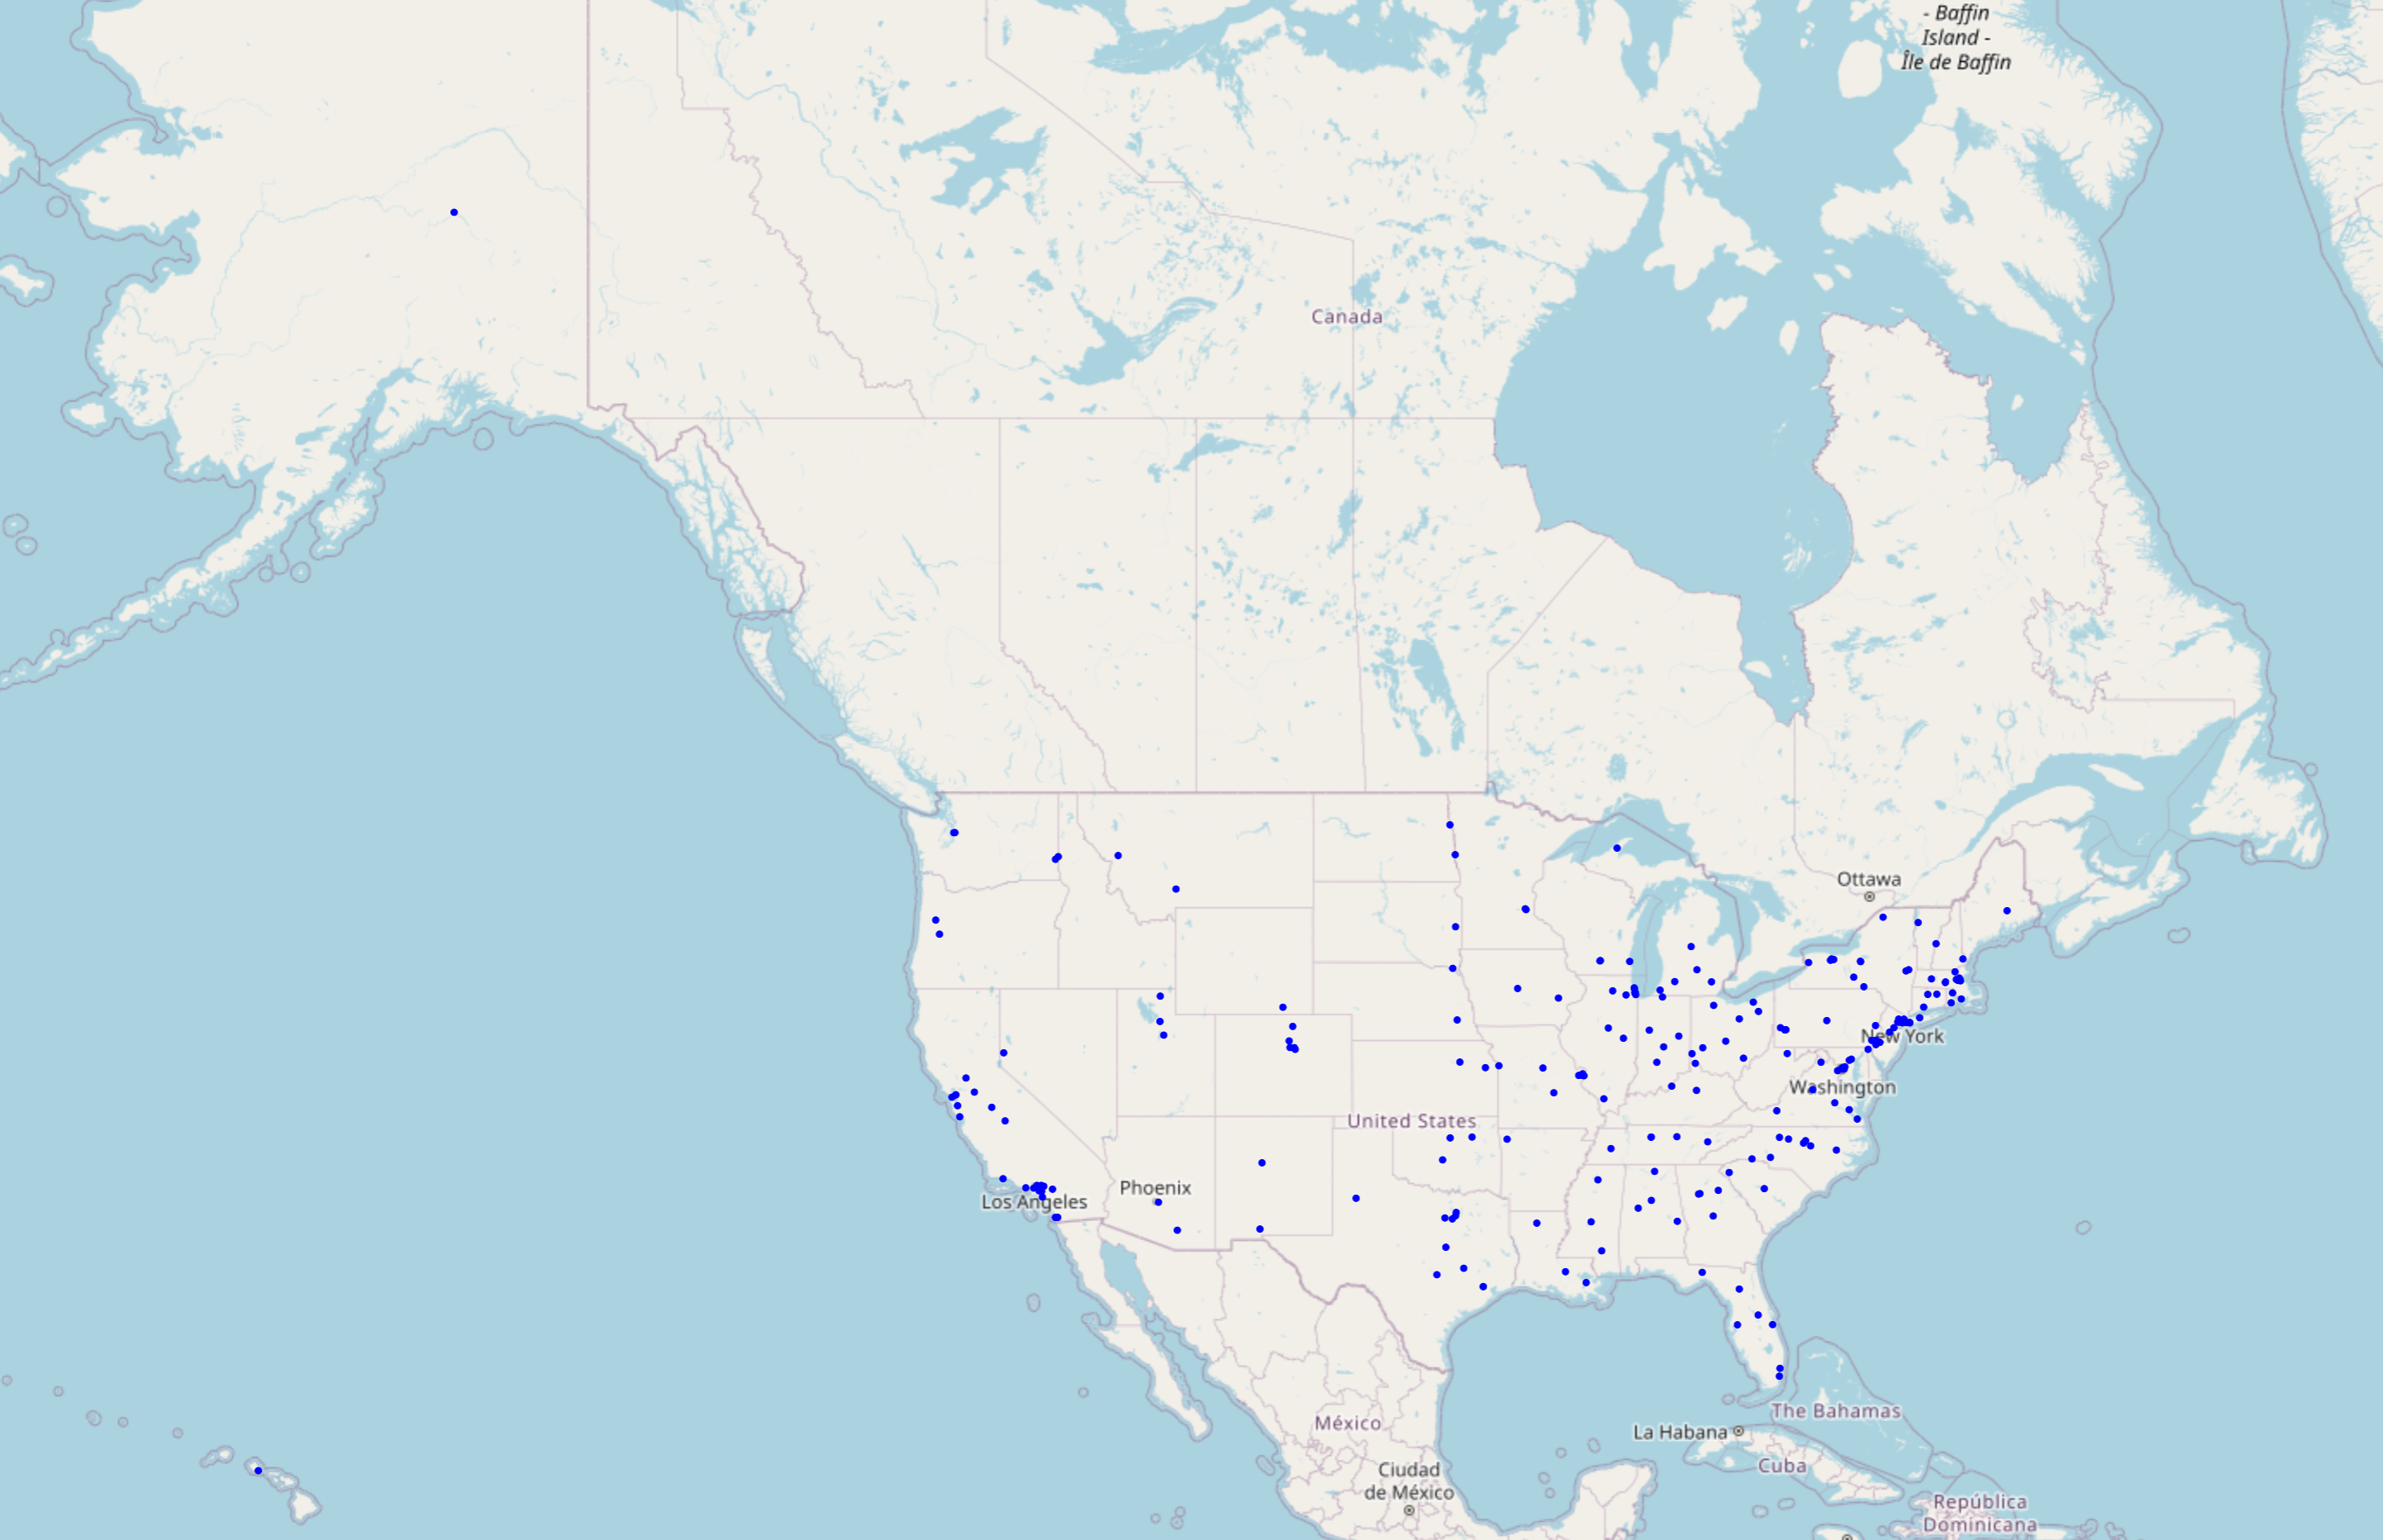 - Baffin
Island -
Île de Baffin
Canada
Ottawa
New York
Washington
United States
Phoenix
Los Angeles
The Bahamas
México
La Habana
Cuba
Ciudad
de México
República
Dominicana